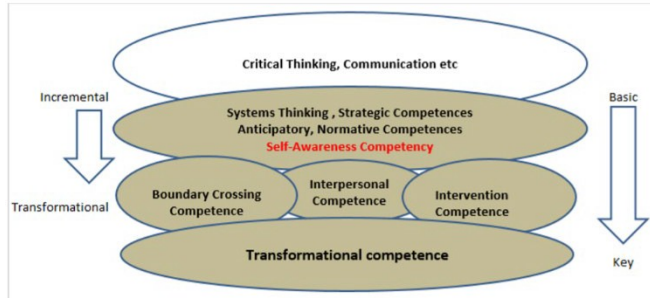 Critical Thinking, Communication etc
Incremental
Basic
Systems Thinking , Strategic Competences
Anticipatory, Normative Competences
Self-Awareness Competency
Boundary Crossing
Competence
Interpersonal
Competence
Intervention
Competence
Transformational
Transformational competence
Key